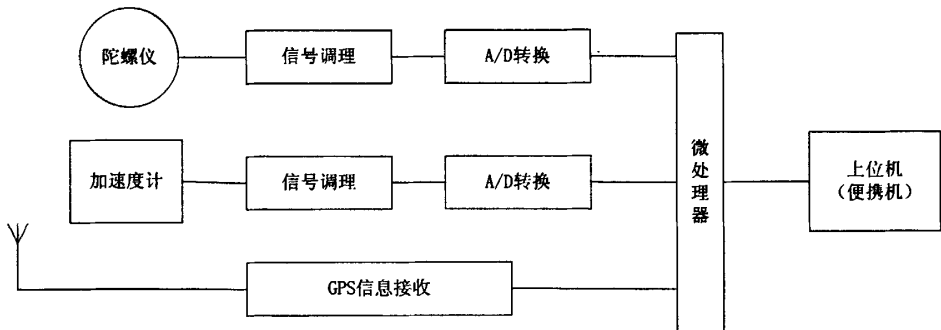 陀螺仪
信号调理
A/D转换
加速度计
信号调理
A/D转换
GPS信息接收
微处理器
上位机
（便携机）